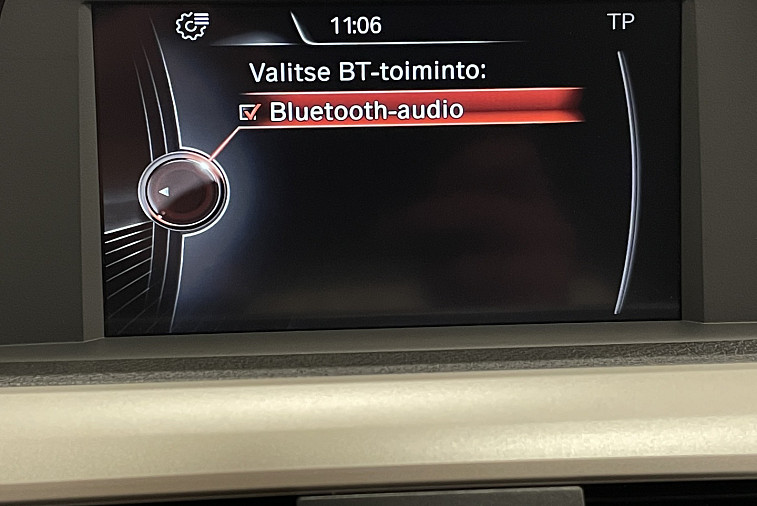 11:06
TP
Valitse BT-toiminto:
Bluetooth-audio